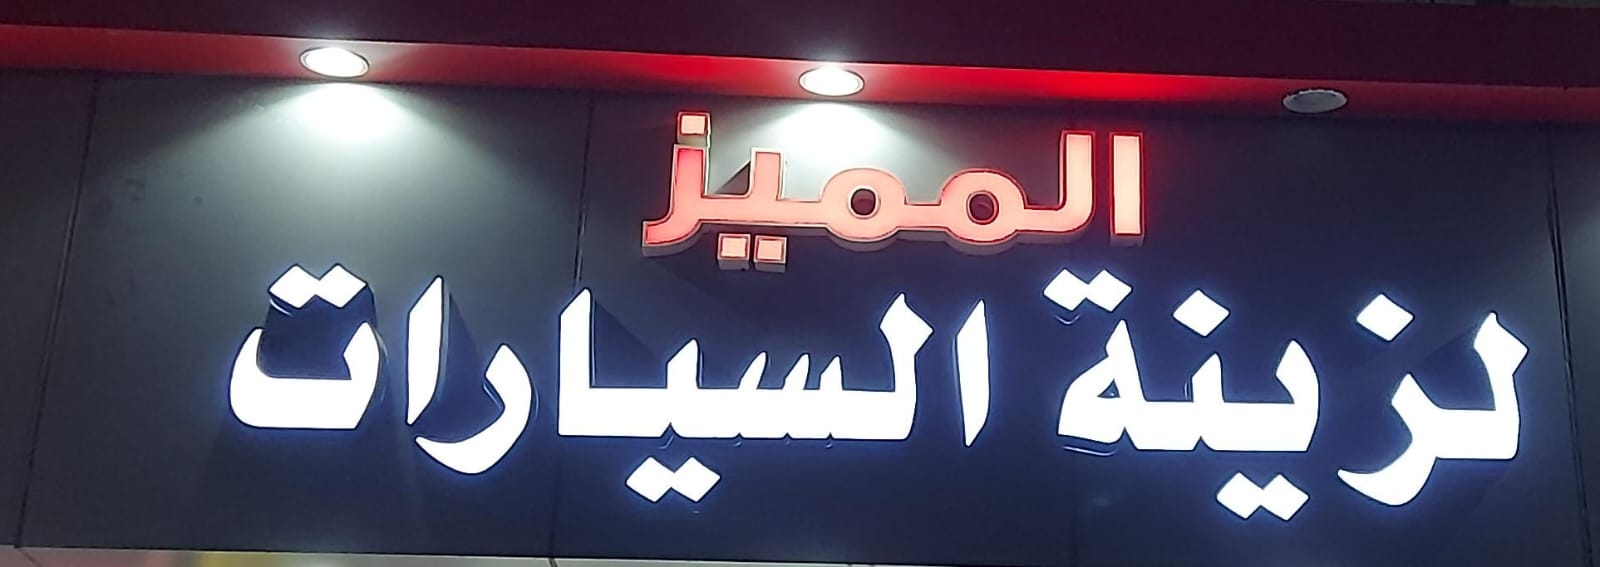 المميز
لزينة السيارات